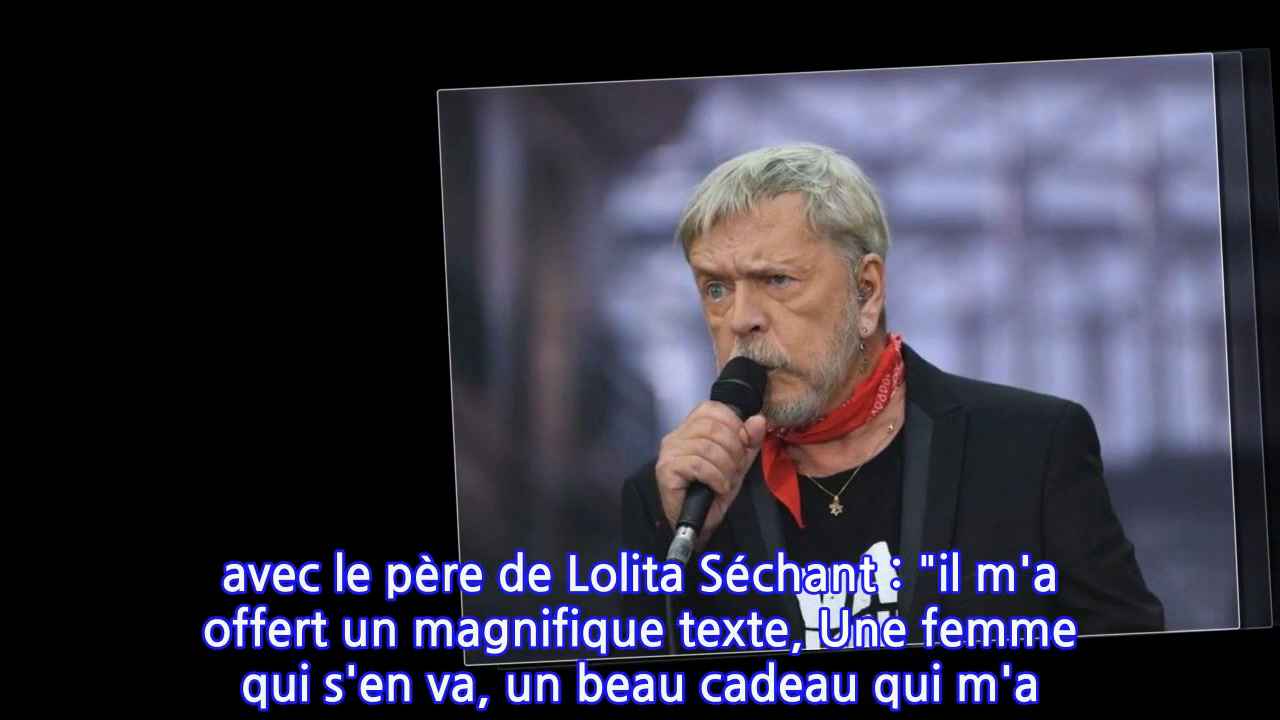 avec le père de Lolita Séchant : "il m'a
offert un magnifique texte, Une femme
qui s'en va, un beau cadeau qui m'a